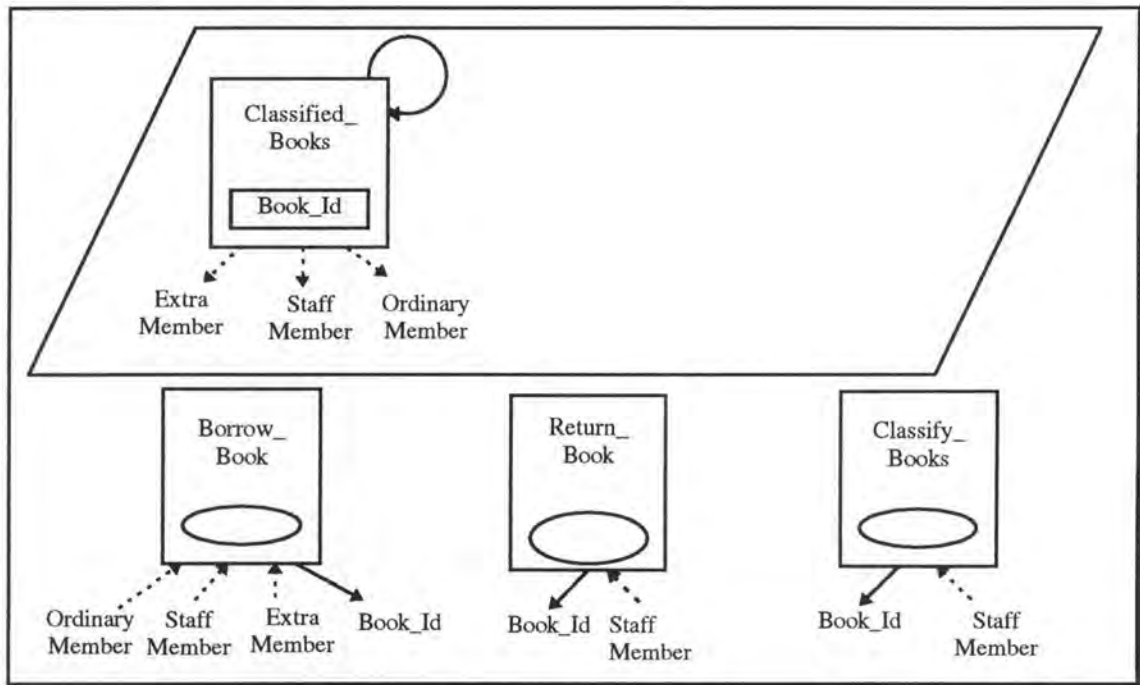 Classified_
Books
Book_Id
Extra
Member
Staff
Member
Ordinary
Member
Borrow_
Book
Return_
Book
Classify_
Books
Ordinary
Member
Staff
Member
Extra
Member
Book_Id
Book_Id
Staff
Member
Book_Id
Staff
Member